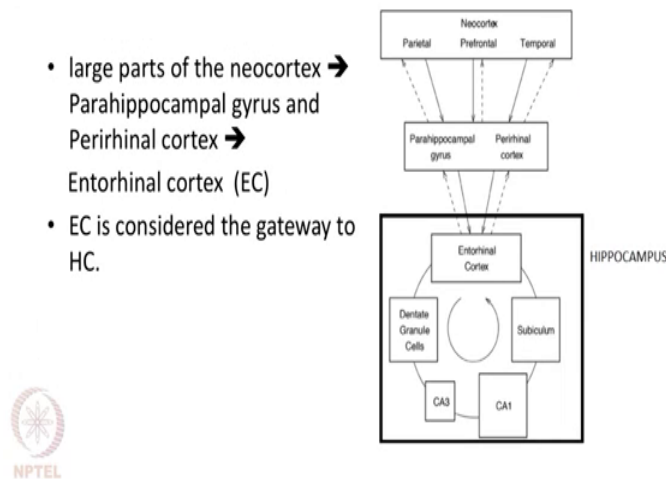 • large parts of the neocortex ➔
Parahippocampal gyrus and
Perirhinal cortex ➔
Entorhinal cortex (EC)
• EC is considered the gateway to
HC.
Neocortex
Parietal Prefrontal Temporal
Parahippocampal gyrus
Perirhinal cortex
HIPPOCAMPUS
Entorhinal
Cortex
Dentate
Granule
Cells
Subiculum
CA3
CA1
NPTEL